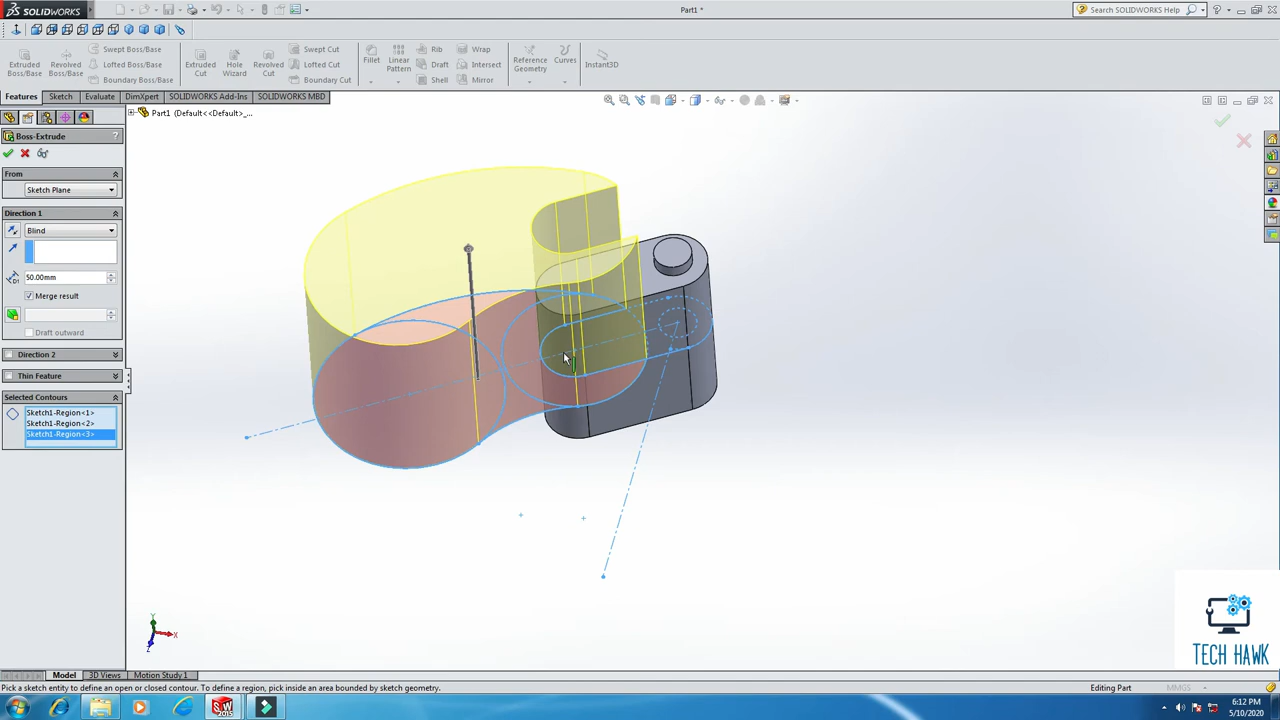 SOLIDWORKS
Part1 *
Search SOLIDWORKS Help
Extruded Boss/Base
Revolved Boss/Base
Swept Boss/Base
Lofted Boss/Base
Boundary Boss/Base
Extruded Cut
Hole Wizard
Revolved Cut
Swept Cut
Lofted Cut
Boundary Cut
Fillet
Linear Pattern
Rib
Draft
Shell
Wrap
Intersect
Mirror
Reference Geometry
Curves
Instant3D
Features
Sketch
Evaluate
DimXpert
SOLIDWORKS Add-Ins
SOLIDWORKS MBD
Part1 (Default<<Default>_...
Boss-Extrude
From
Sketch Plane
Direction 1
Blind
50.00mm
Merge result
Draft outward
Direction 2
Thin Feature
Selected Contours
Sketch1-Region<1>
Sketch1-Region<2>
Sketch1-Region<3>
Y
X
Z
TECH HAWK
Model
3D Views
Motion Study 1
Pick a sketch entity to define an open or closed contour. To define a region, pick inside an area bounded by sketch geometry.
Editing Part
MMGS
SW
2015
6:12 PM
5/10/2020